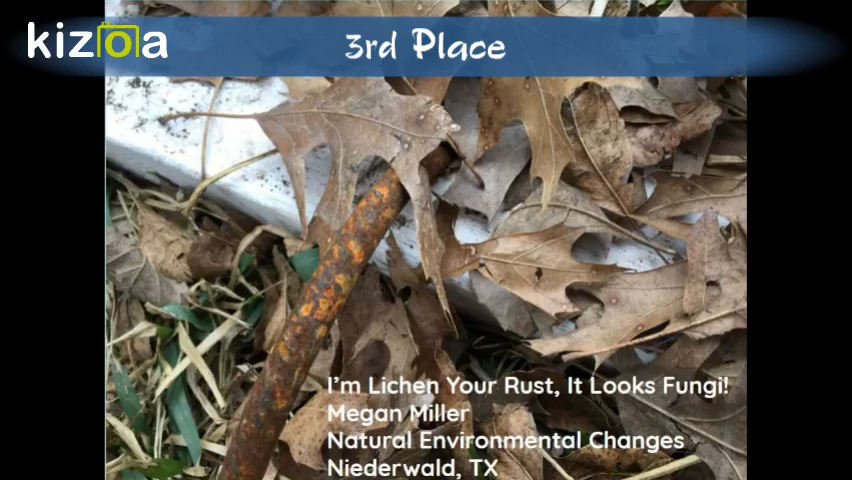 kizoa
3rd Place
I'm Lichen Your Rust, It Looks Fungi!
Megan Miller
Natural Environmental Changes
Niederwald, TX